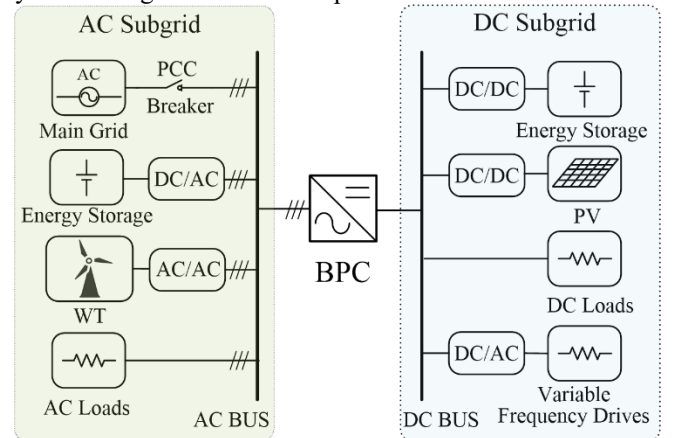 AC Subgrid
AC
PCC
Breaker
Main Grid
DC/AC
Energy Storage
AC/AC
WT
AC Loads
AC BUS
BPC
DC Subgrid
DC/DC
Energy Storage
DC/DC
PV
DC Loads
DC/AC
Variable
Frequency Drives
DC BUS